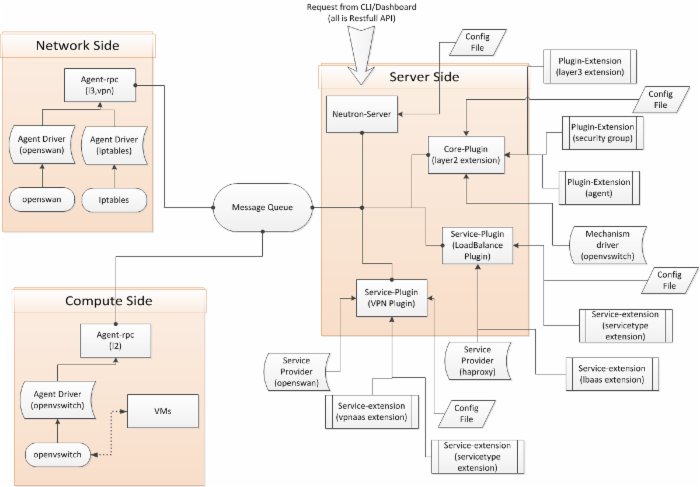 Request from CLI/Dashboard
(all is Restfull API)
Network Side
Agent-rpc
(l3,vpn)
Agent Driver
(openswan)
Agent Driver
(iptables)
openswan
Iptables
Message Queue
Compute Side
Agent-rpc
(l2)
Agent Driver
(openvswitch)
VMs
openvswitch
Server Side
Neutron-Server
Config
File
Core-Plugin
(layer2 extension)
Plugin-Extension
(layer3 extension)
Config
File
Plugin-Extension
(security group)
Plugin-Extension
(agent)
Mechanism
driver
(openvswitch)
Service-Plugin
(LoadBalance
Plugin)
Config
File
Service-extension
(servicetype
extension)
Service-extension
(lbaas extension)
Service
Provider
(haproxy)
Service-Plugin
(VPN Plugin)
Service
Provider
(openswan)
Service-extension
(vpnaas extension)
Config
File
Service-extension
(servicetype
extension)